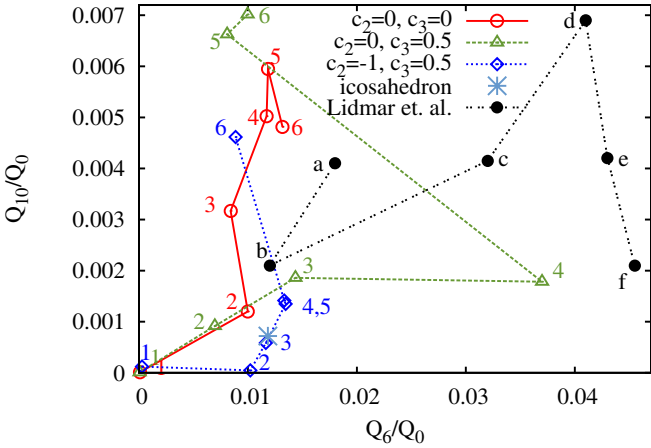 0.007
0.006
0.005
0.004
0.003
0.002
0.001
0
Q10/Q0
0
0.01
0.02
0.03
0.04
Q6/Q0
c2=0, c3=0
c2=0, c3=0.5
c2=-1, c3=0.5
icosahedron
Lidmar et. al.
1
2
3
4
5
6
1
2
3
4
5
6
1
2
3
4,5
6
a
b
c
d
e
f